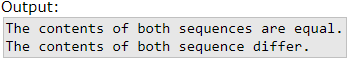 Output:
The contents of both sequences are equal.
The contents of both sequence differ.